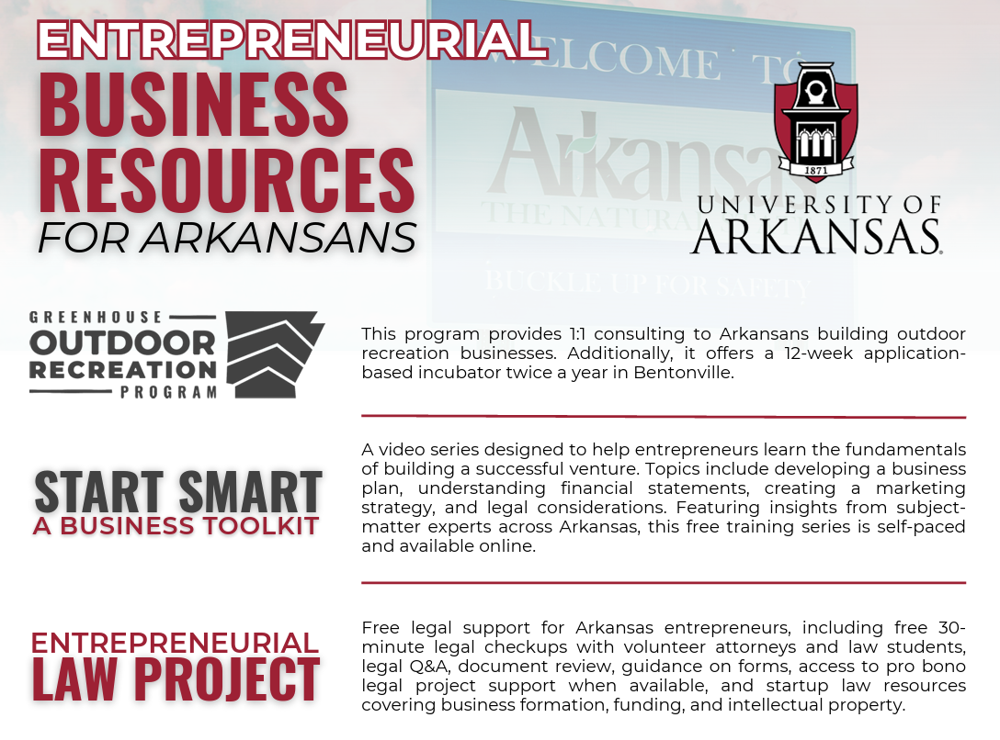 ENTREPRENEURIAL
BUSINESS
RESOURCES
FOR ARKANSANS
WELCOME TO
Arkansas
THE NATURAL
BUCKLE UP FOR SAFETY
1871
UNIVERSITY OF
ARKANSAS®
GREENHOUSE
OUTDOOR
RECREATION
PROGRAM
This program provides 1:1 consulting to Arkansans building outdoor
recreation businesses. Additionally, it offers a 12-week application-
based incubator twice a year in Bentonville.
START SMART
A BUSINESS TOOLKIT
A video series designed to help entrepreneurs learn the fundamentals
of building a successful venture. Topics include developing a business
plan, understanding financial statements, creating a marketing
strategy, and legal considerations. Featuring insights from subject-
matter experts across Arkansas, this free training series is self-paced
and available online.
ENTREPRENEURIAL
LAW PROJECT
Free legal support for Arkansas entrepreneurs, including free 30-
minute legal checkups with volunteer attorneys and law students,
legal Q&A, document review, guidance on forms, access to pro bono
legal project support when available, and startup law resources
covering business formation, funding, and intellectual property.